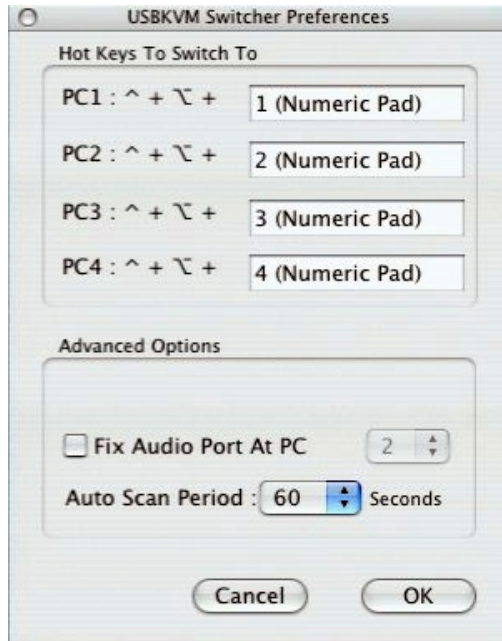 USBKVM Switcher Preferences
Hot Keys To Switch To
PC1 : ^ + ⌥ + 1 (Numeric Pad)
PC2 : ^ + ⌥ + 2 (Numeric Pad)
PC3 : ^ + ⌥ + 3 (Numeric Pad)
PC4 : ^ + ⌥ + 4 (Numeric Pad)
Advanced Options
Fix Audio Port At PC 2
Auto Scan Period : 60 Seconds
Cancel OK